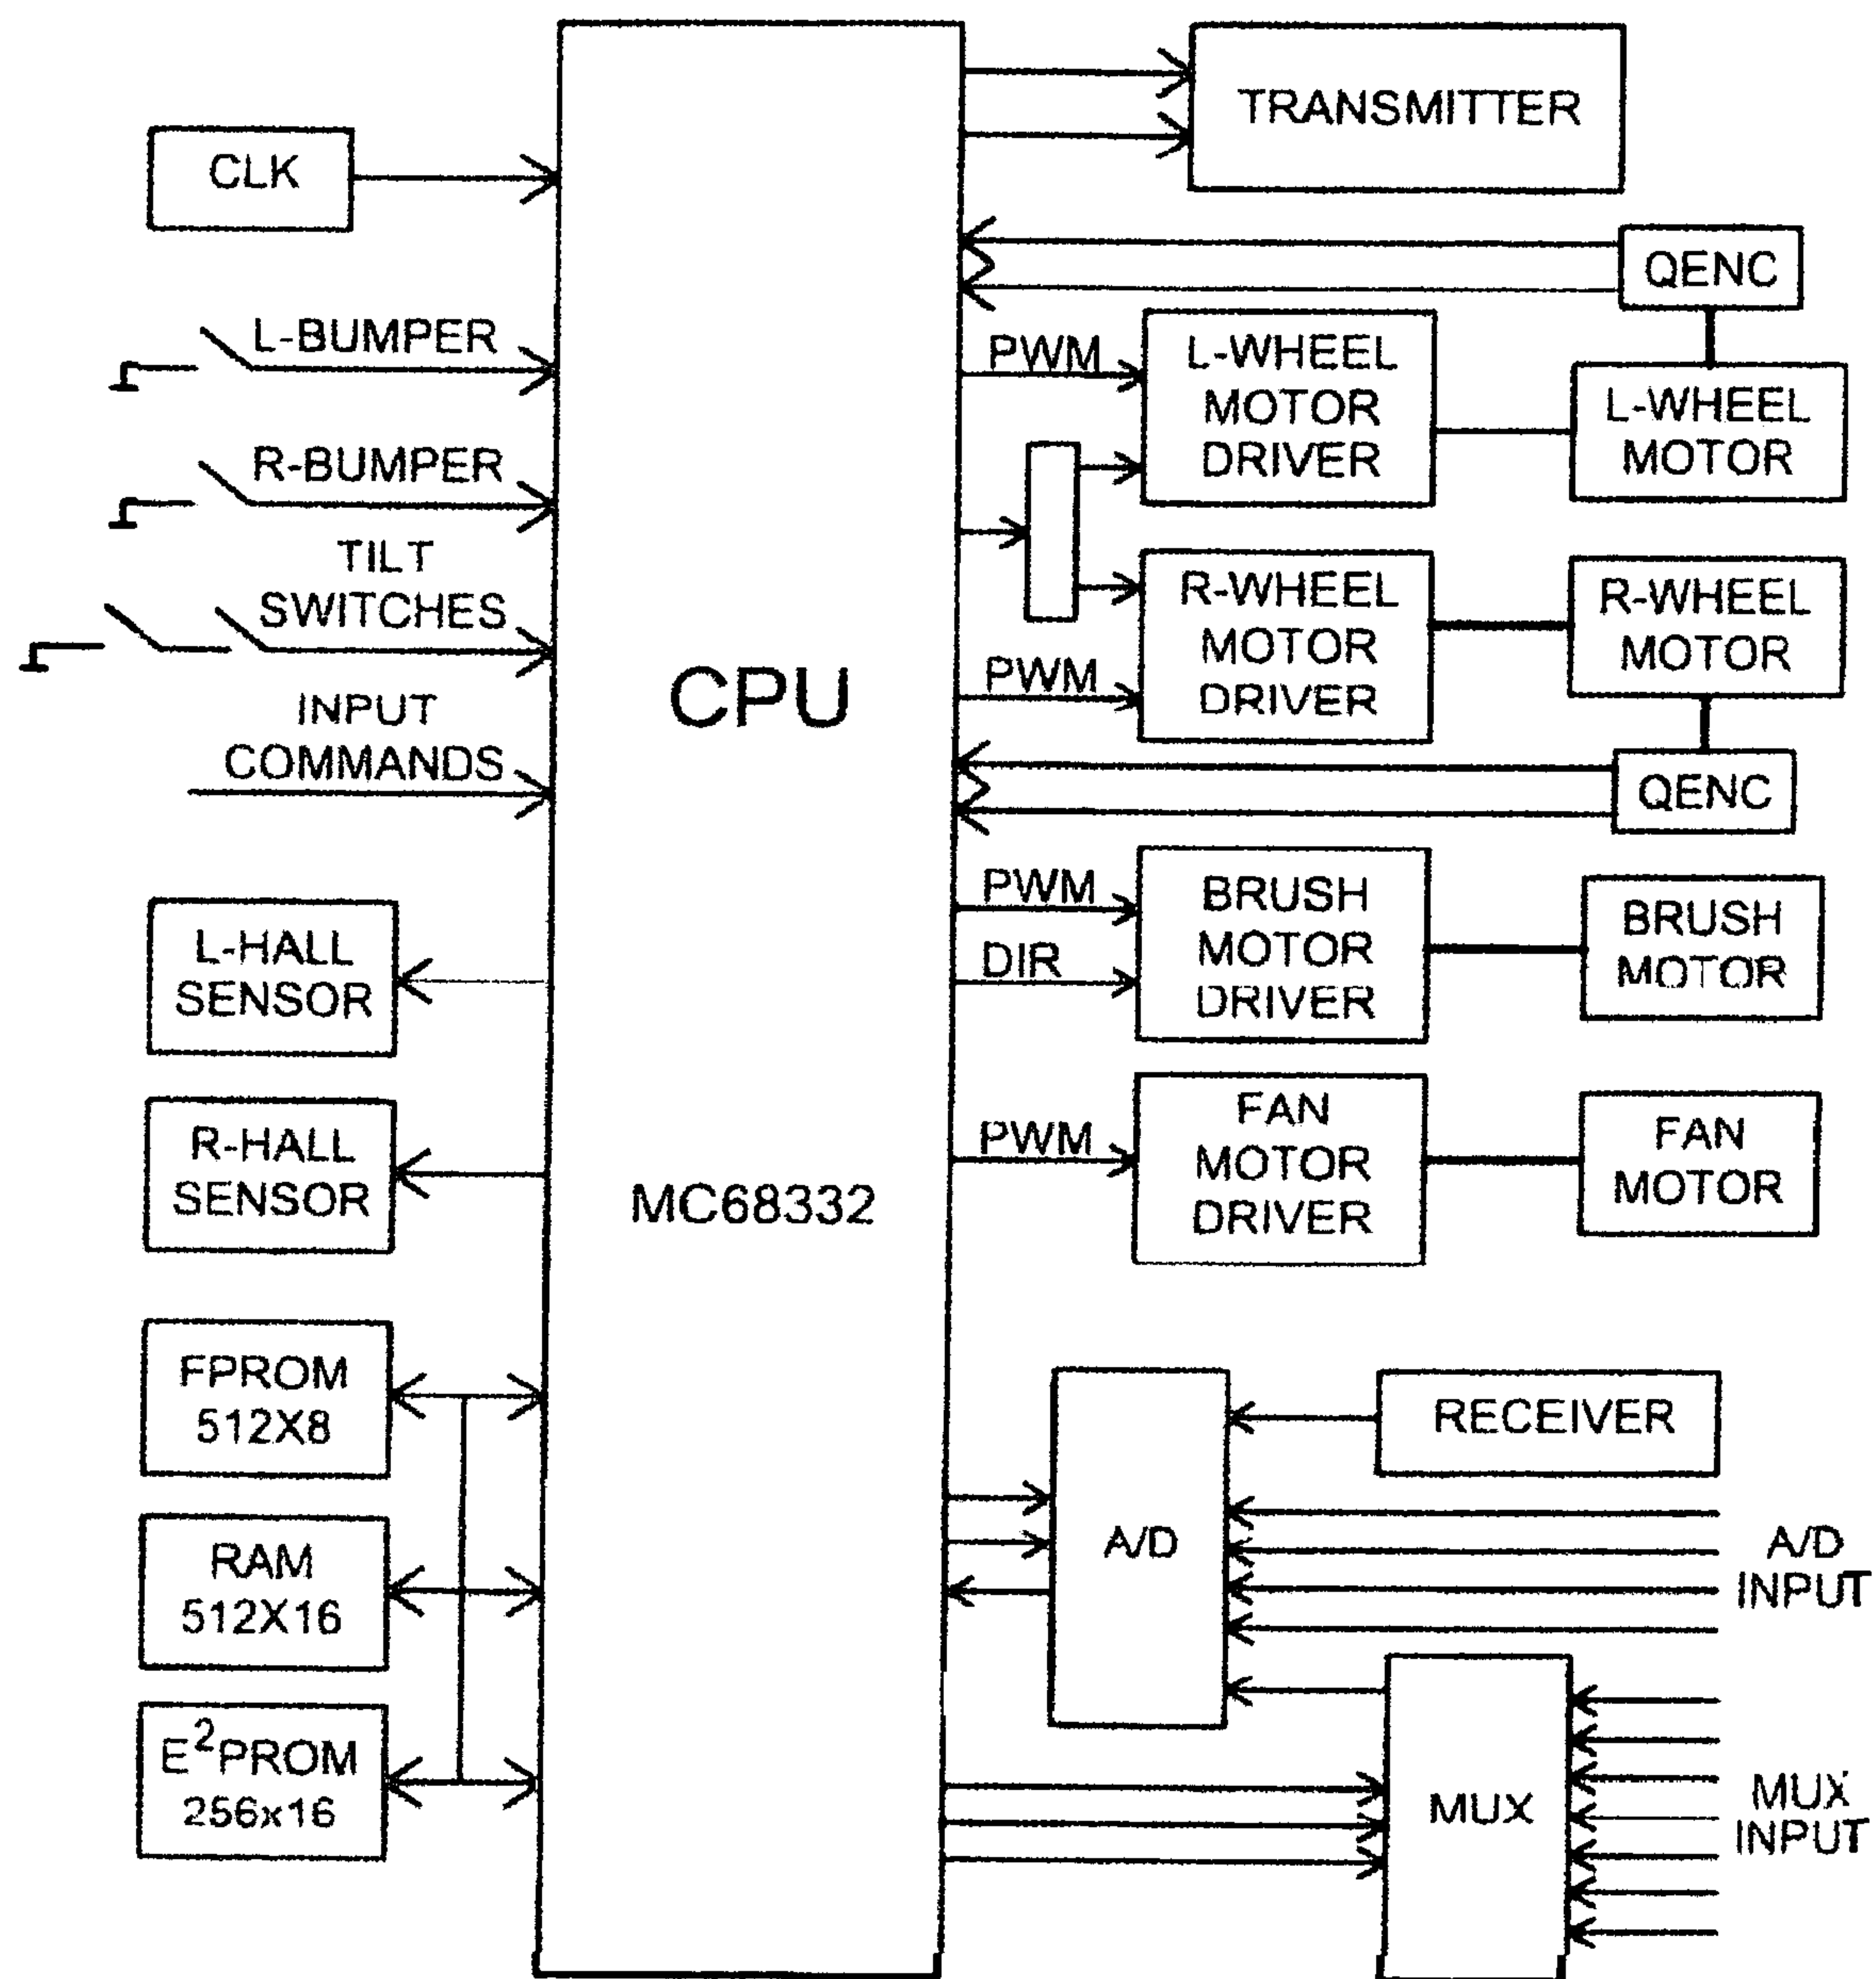 CLK
L-BUMPER
R-BUMPER
TILT
SWITCHES
INPUT
COMMANDS
L-HALL
SENSOR
R-HALL
SENSOR
FPROM
512X8
RAM
512X16
E²PROM
256x16
CPU
MC68332
TRANSMITTER
QENC
PWM
L-WHEEL
MOTOR
DRIVER
L-WHEEL
MOTOR
R-WHEEL
MOTOR
DRIVER
PWM
R-WHEEL
MOTOR
QENC
PWM
DIR
BRUSH
MOTOR
DRIVER
BRUSH
MOTOR
PWM
FAN
MOTOR
DRIVER
FAN
MOTOR
A/D
RECEIVER
A/D
INPUT
MUX
MUX
INPUT